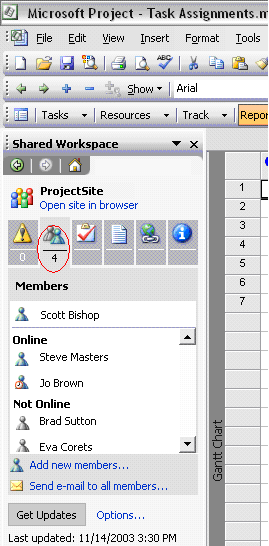 Microsoft Project - Task Assignments.m
File Edit View Insert Format Tools
ABC
Show Arial
Tasks Resources Track Repor
Shared Workspace
ProjectSite
Open site in browser
0 4
Members
Scott Bishop
Online
Steve Masters
Jo Brown
Not Online
Brad Sutton
Eva Corets
Add new members...
Send e-mail to all members...
Get Updates Options...
Last updated: 11/14/2003 3:30 PM
1
2
3
4
5
6
7
Gantt Chart